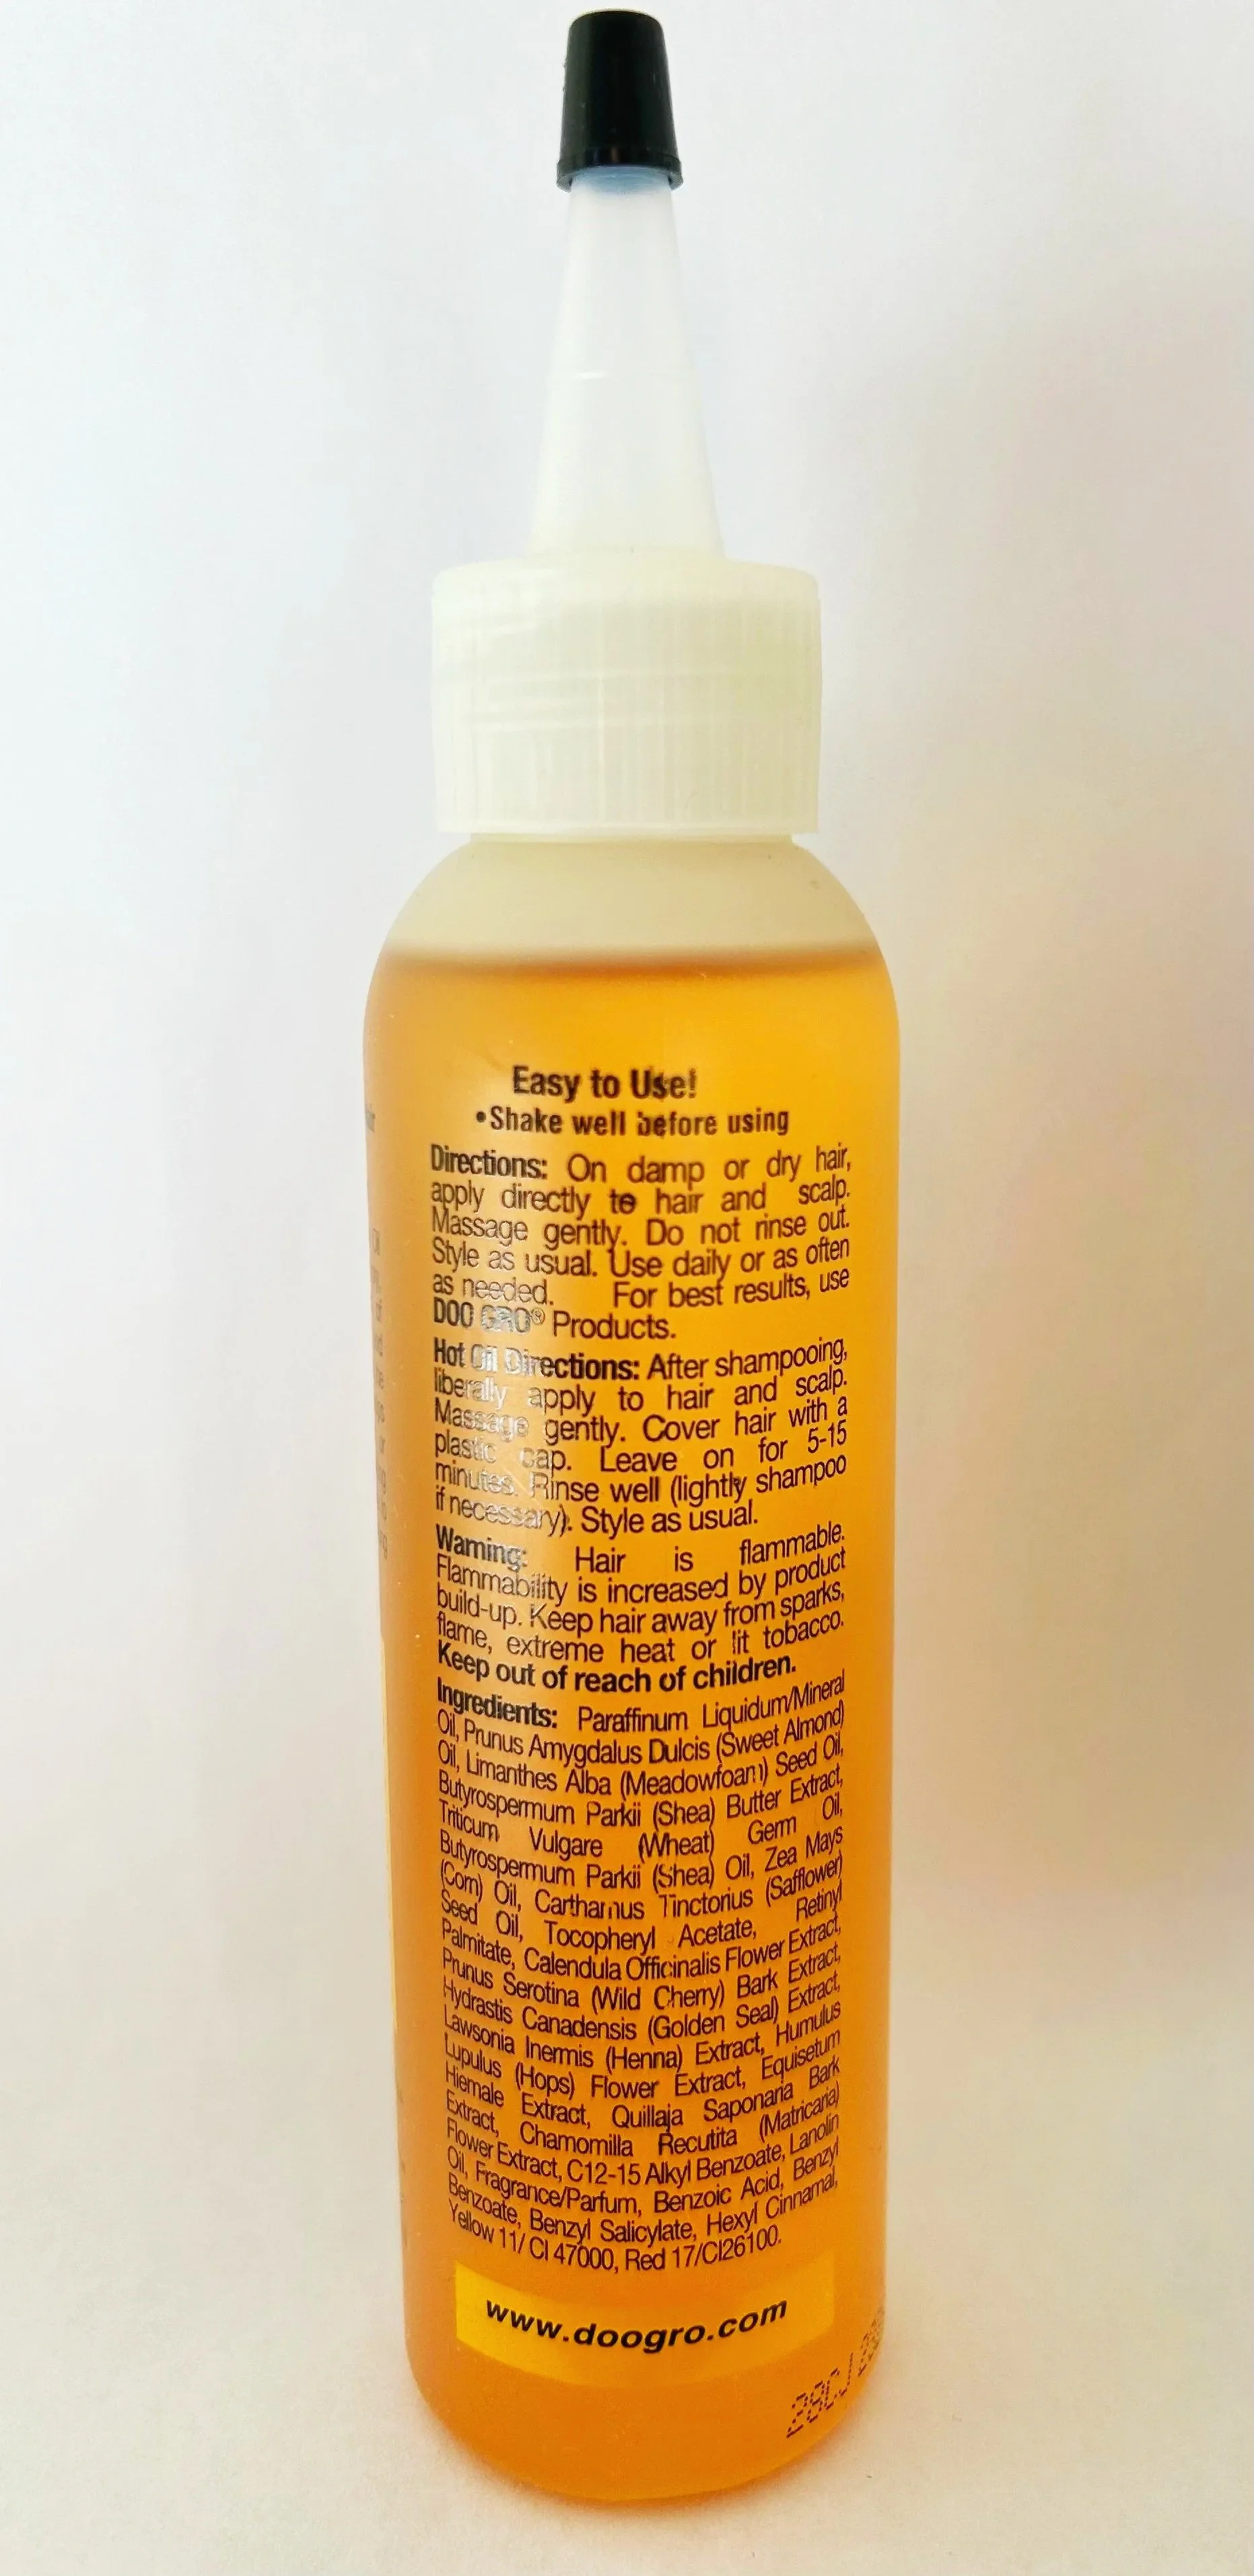 Easy to Use!
•Shake well before using
Directions: On damp or dry hair,
apply directly to hair and scalp.
Massage gently. Do not rinse out.
Style as usual. Use daily or as often
as needed. For best results, use
DOO GRO® Products.
Hot Oil Directions: After shampooing,
liberally apply to hair and scalp.
Massage gently. Cover hair with a
plastic cap. Leave on for 5-15
minutes. Rinse well (lightly shampoo
if necessary). Style as usual.
Warning: Hair is flammable.
Flammability is increased by product
build-up. Keep hair away from sparks,
flame, extreme heat or lit tobacco.
Keep out of reach of children.
Ingredients: Paraffinum Liquidum/Mineral
Oil, Prunus Amygdalus Dulcis (Sweet Almond)
Oil, Limanthes Alba (Meadowfoam) Seed Oil,
Butyrospermum Parkii (Shea) Butter Extract,
Triticum Vulgare (Wheat) Germ Oil,
Butyrospermum Parkii (Shea) Oil, Zea Mays
(Corn) Oil, Carthamus Tinctorius (Safflower)
Seed Oil, Tocopheryl Acetate, Retinyl
Palmitate, Calendula Officinalis Flower Extract,
Prunus Serotina (Wild Cherry) Bark Extract,
Hydrastis Canadensis (Golden Seal) Extract,
Lawsonia Inermis (Henna) Extract, Humulus
Lupulus (Hops) Flower Extract, Equisetum
Hiemale Extract, Quillaja Saponaria Bark
Extract, Chamomilla Recutita (Matricaria)
Flower Extract, C12-15 Alkyl Benzoate, Lanolin
Oil, Fragrance/Parfum, Benzoic Acid, Benzyl
Benzoate, Benzyl Salicylate, Hexyl Cinnamal,
Yellow 11/ CI 47000, Red 17/CI26100.
www.doogro.com
28CJ